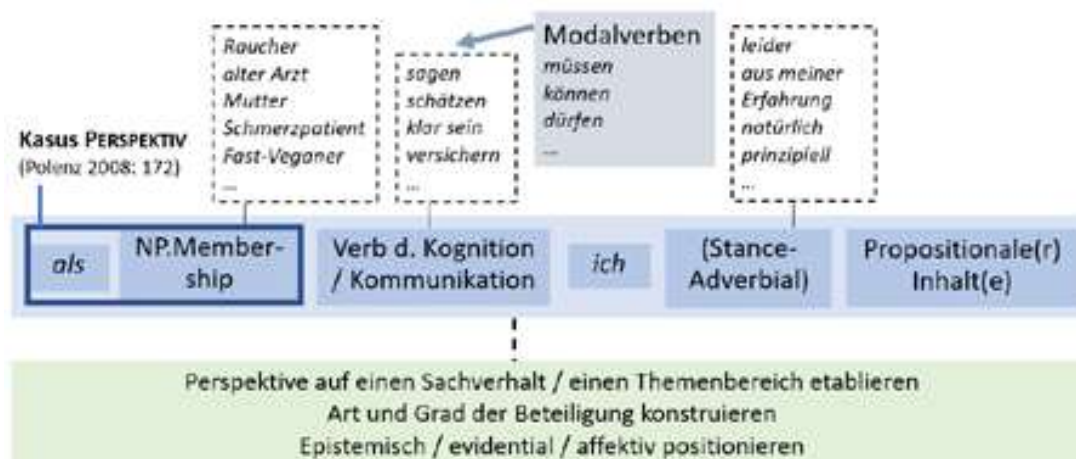 Raucher
alter Arzt
Mutter
Schmerzpatient
Fast-Veganer
...
sagen
schätzen
klar sein
versichern
...
Modalverben
müssen
können
dürfen
...
leider
aus meiner
Erfahrung
natürlich
prinzipiell
...
Kasus PERSPEKTIV
(Polenz 2008: 172)
als
NP.Member-
ship
Verb d. Kognition
/ Kommunikation
ich
(Stance-
Adverbial)
Propositionale(r)
Inhalt(e)
Perspektive auf einen Sachverhalt / einen Themenbereich etablieren
Art und Grad der Beteiligung konstruieren
Epistemisch / evidential / affektiv positionieren